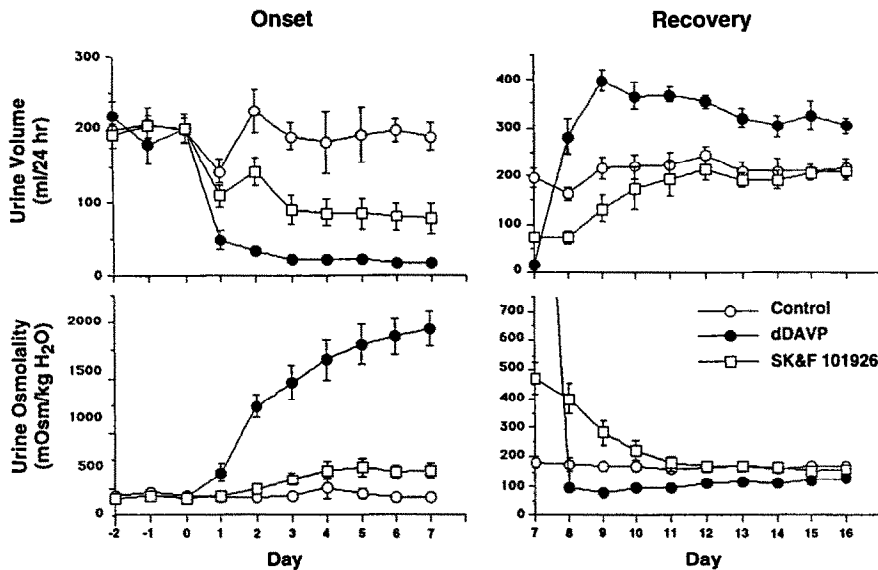 Onset
Recovery
Urine Volume
(ml/24 hr)
300
200
100
0
400
300
200
100
0
Urine Osmolality
(mOsm/kg H₂O)
2000
1500
1000
500
0
-2 -1 0 1 2 3 4 5 6 7
Day
700
600
500
400
300
200
100
0
7 8 9 10 11 12 13 14 15 16
Day
Control
dDAVP
SK&F 101926